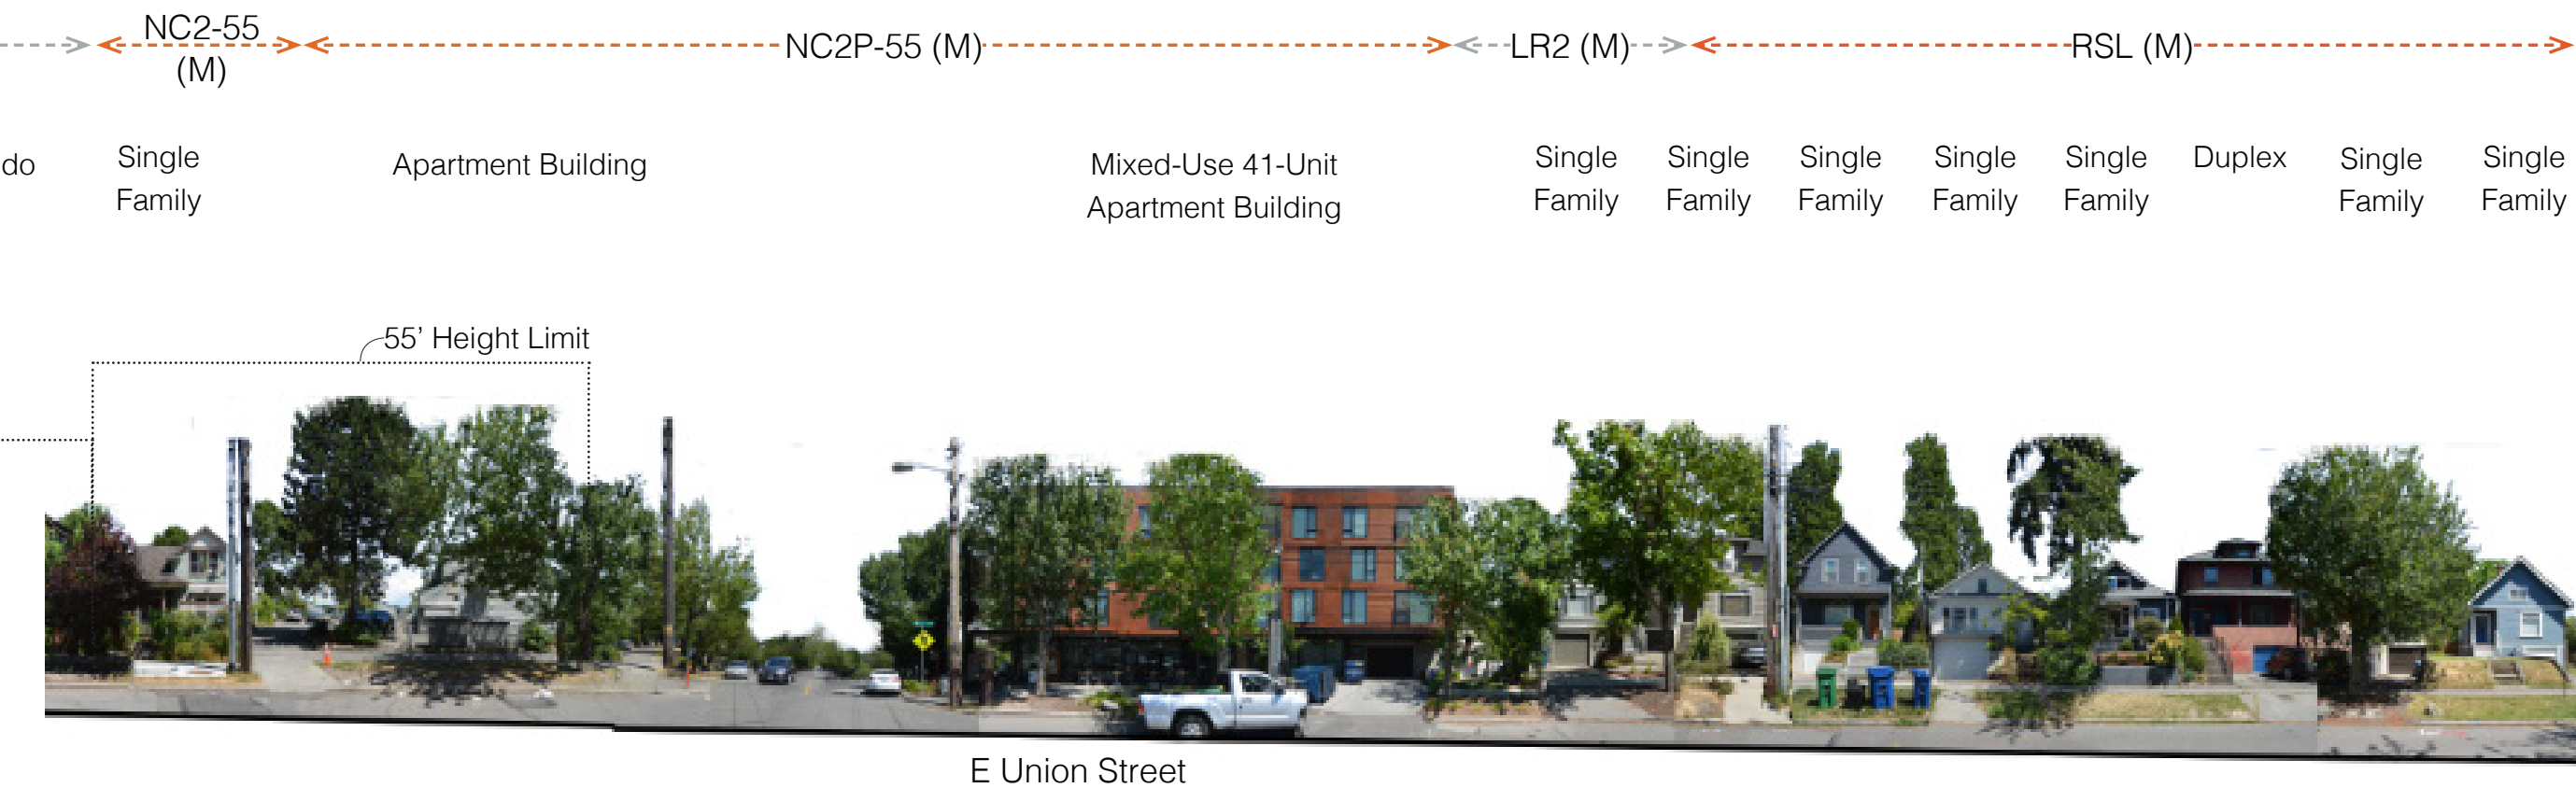 NC2-55
(M)
NC2P-55 (M)
LR2 (M)
RSL (M)
do
Single
Family
Apartment Building
Mixed-Use 41-Unit
Apartment Building
Single
Family
Single
Family
Single
Family
Single
Family
Single
Family
Duplex
Single
Family
Single
Family
55’ Height Limit
E Union Street